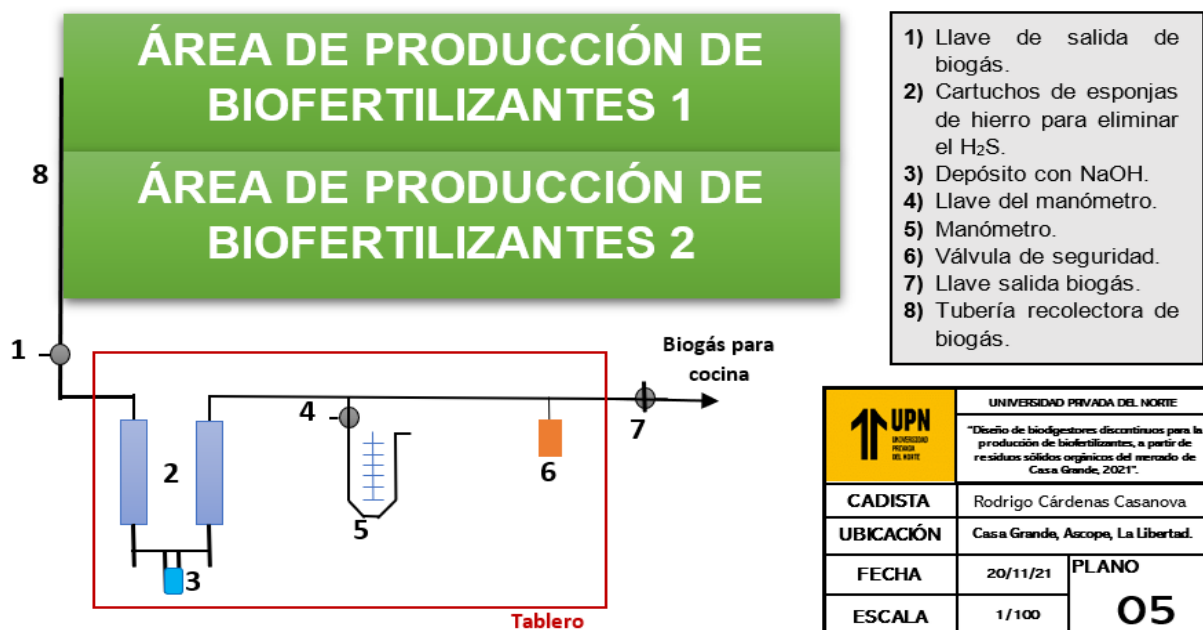 ÁREA DE PRODUCCIÓN DE
BIOFERTILIZANTES 1
ÁREA DE PRODUCCIÓN DE
BIOFERTILIZANTES 2
8
1
2
3
4
5
6
7
Biogás para
cocina
Tablero
1) Llave de salida de
biogás.
2) Cartuchos de esponjas
de hierro para eliminar
el H₂S.
3) Depósito con NaOH.
4) Llave del manómetro.
5) Manómetro.
6) Válvula de seguridad.
7) Llave salida biogás.
8) Tubería recolectora de
biogás.
UPN
UNIVERSIDAD
PRIVADA
DEL NORTE
UNIVERSIDAD PRIVADA DEL NORTE
"Diseño de biodigestores discontinuos para la
producción de biofertilizantes, a partir de
residuos sólidos orgánicos del mercado de
Casa Grande, 2021".
CADISTA
Rodrigo Cárdenas Casanova
UBICACIÓN
Casa Grande, Ascope, La Libertad.
FECHA
20/11/21
PLANO
05
ESCALA
1/100